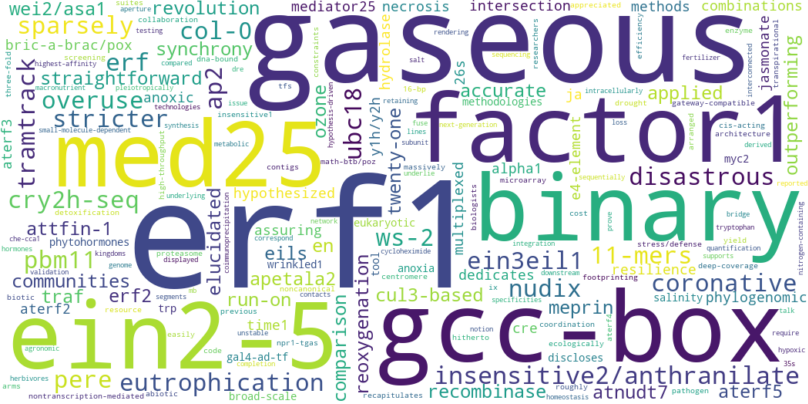 wei2/asa1 revolution mediator25 necrosis intersection methods combinations
suites aperture collaboration testing appreciated enzyme
sparsely col-0 gaseous
bric-a-brac/pox synchrony hydrolase jasmonate
three-fold screening compared dna-bound constraints sequencing researchers efficiency fertilizer transpirational interconnected
highest-affinity erf ap2 26s accurate outperforming
macronutrient pleiotropically dre
straightforward tfs salt methodologies ja applied
overuse anoxic ozone hypothesis-driven 16-bp intracellularly drought gateway-compatible
technologies issue retaining loss cis-acting
tramtrack stricter ubc18 y1h/y2h factor1
aterf3 small-molecule-dependent synthesis insensitive1 fuse next-generation arranged architecture
high-throughput metabolic lines sequentially derived
med25 twenty-one e4-element myc2
contigs subunit massively
math-btb/poz underlie alpha1 disastrous
detoxification underlying microarray biologists
cry2h-seq elucidated hypothesized multiplexed binary
erf1 cost prove
coimmunoprecipitation network eukaryotic bridge tryptophan
attfin-1 assuring ws-2 integration nitrogen-containing
phytohormones correspond cycloheximide stress/defense
che-ccal hormones kingdoms proteasome eils en tool ein3eil1 yield quantification
pbm11 displayed wrinkled1 anoxia downstream supports deep-coverage
validation genome centromere 11-mers footprinting
communities apetala2 reoxygenation dedicates resilience coronative
noncanonical ix nudix
biotic segments nb contacts specificities salinity phylogenomic
traf erf2 run-on cul3-based meprin
aterf2 resource trp previous comparison cre coordination aterf4 talk
ein2-5 time1 notion gcc-box require
unstable hitherto ecologically hypoxic
easily code gal4-ad-tf discloses
agronomic completion npr1-tgas 35s
pere eutrophication insensitive2/anthranilate
herbivores roughly
arms abiotic recombinase atnudt7 aterf5
nontranscription-mediated broad-scale recapitulates homeostasis pathogen